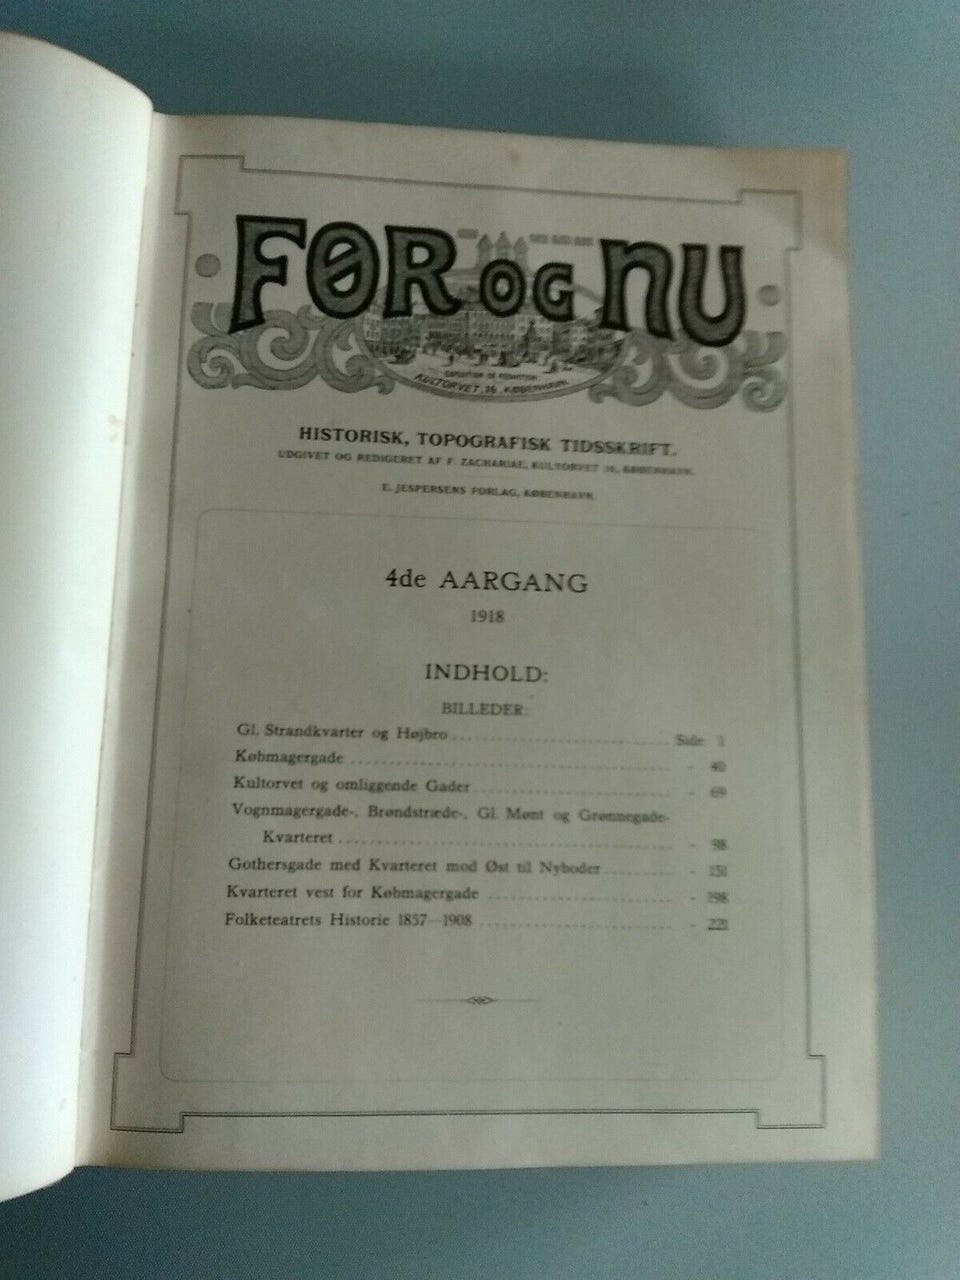 FØR OG NU
EXPEDITION OG REDAKTION
KULTORVET, 16. KØBENHAVN.
HISTORISK, TOPOGRAFISK TIDSSKRIFT.
UDGIVET OG REDIGERET AF F. ZACHARIAE, KULTORVET 16, KØBENHAVN.
E. JESPERSENS FORLAG, KØBENHAVN.
4de AARGANG
1918
INDHOLD:
BILLEDER:
Gl. Strandkvarter og Højbro Side 1
Købmagergade - 40
Kultorvet og omliggende Gader - 69
Vognmagergade-, Brøndstræde-, Gl. Mønt og Grønnegade-
Kvarteret - 98
Gothersgade med Kvarteret mod Øst til Nyboder - 151
Kvarteret vest for Købmagergade - 198
Folketeatrets Historie 1857—1908 - 221